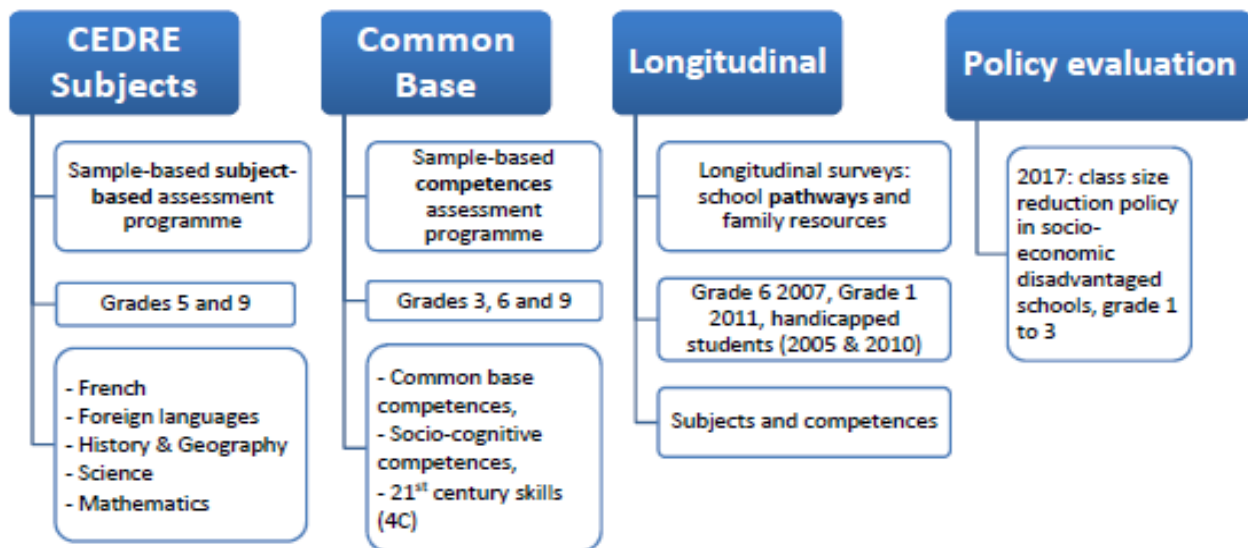 CEDRE
Subjects
Sample-based subject-
based assessment
programme
Grades 5 and 9
- French
- Foreign languages
- History & Geography
- Science
- Mathematics
Common
Base
Sample-based
competences
assessment
programme
Grades 3, 6 and 9
- Common base
competences,
- Socio-cognitive
competences,
- 21st century skills
(4C)
Longitudinal
Longitudinal surveys:
school pathways and
family resources
Grade 6 2007, Grade 1
2011, handicapped
students (2005 & 2010)
Subjects and competences
Policy evaluation
2017: class size
reduction policy
in socio-
economic
disadvantaged
schools, grade 1
to 3